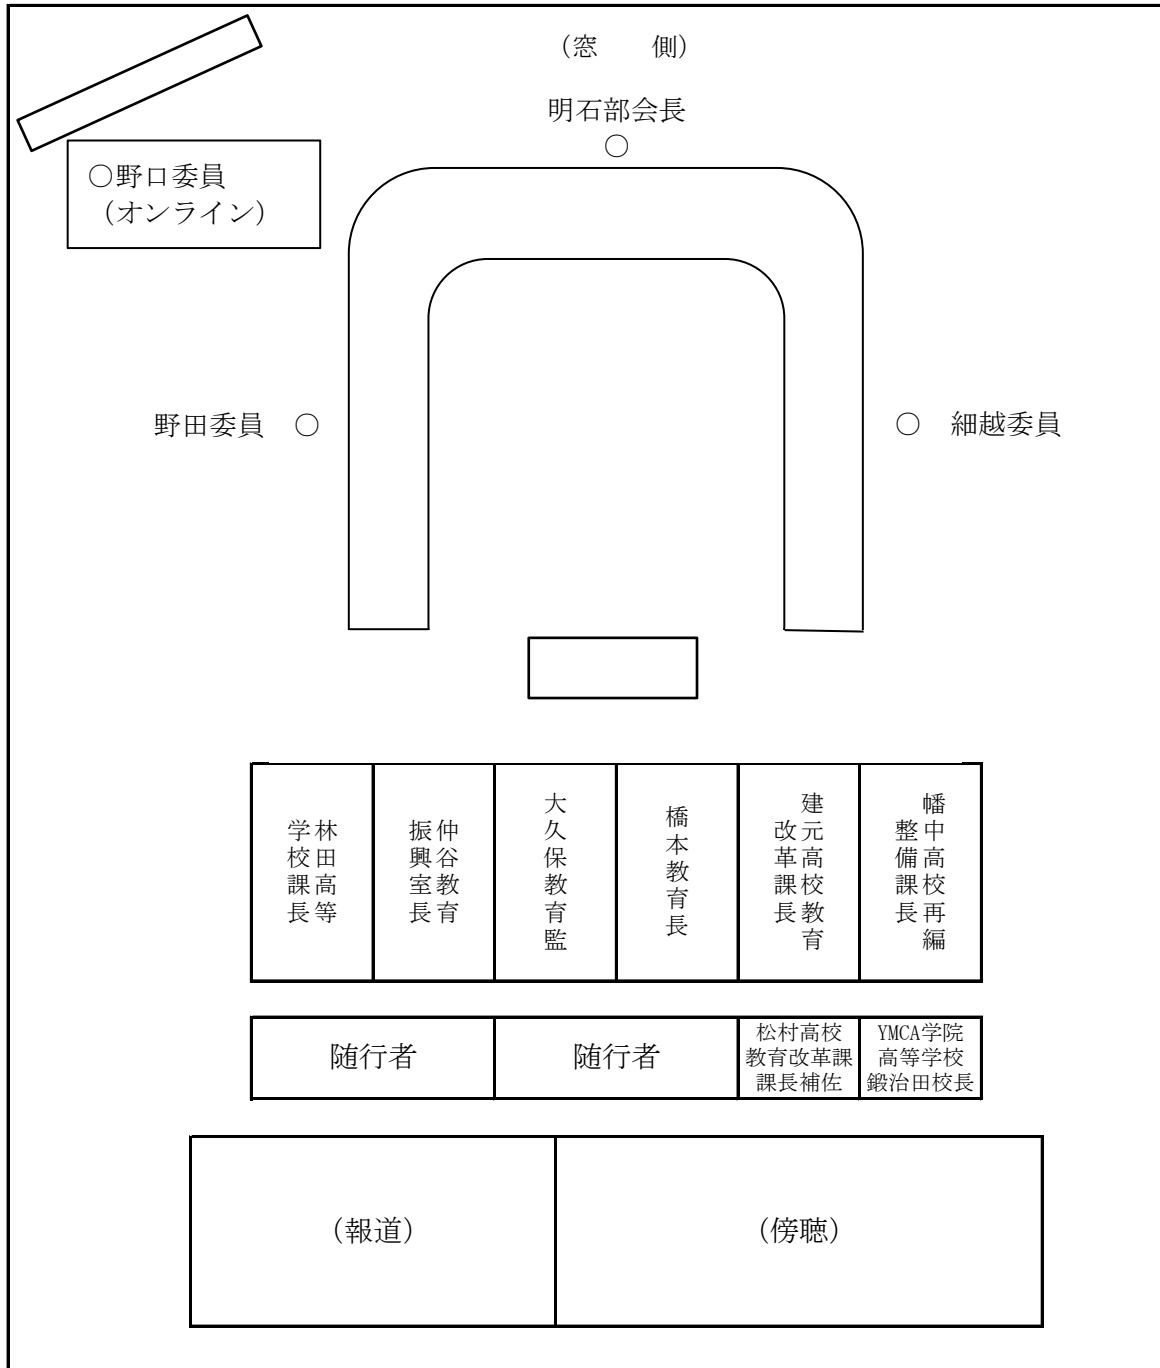 （窓　　側）
明石部会長
○
○野口委員
（オンライン）
野田委員　○
○　細越委員
林田高等
学校課長
仲谷教育
振興室長
大久保教育監
橋本教育長
建元高校教育
改革課長
幡中高校再編
整備課長
随行者
随行者
松村高校
教育改革課
課長補佐
YMCA学院
高等学校
鍛治田校長
（報道）
（傍聴）